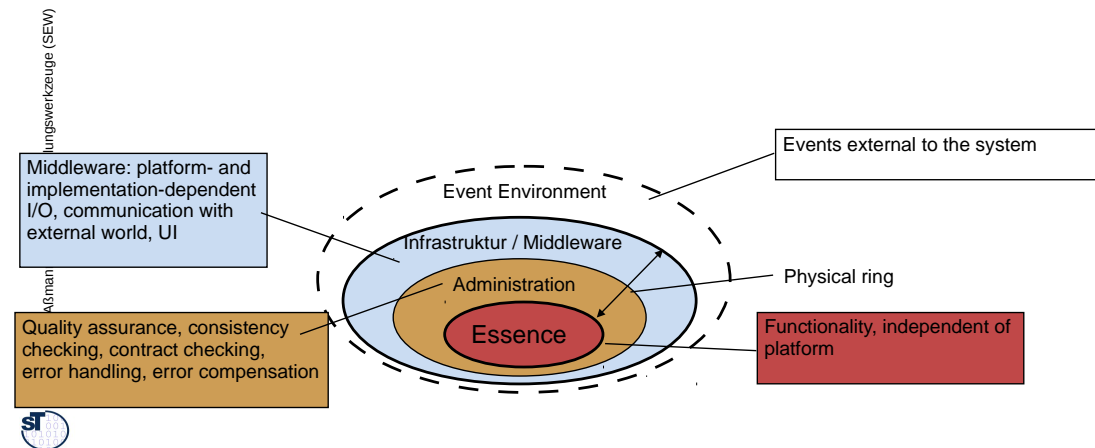 Aßman
lungswerkzeuge (SEW)
Middleware: platform- and
implementation-dependent
I/O, communication with
external world, UI
Quality assurance, consistency
checking, contract checking,
error handling, error compensation
Event Environment
Infrastruktur / Middleware
Administration
Essence
Events external to the system
Physical ring
Functionality, independent of
platform
ST